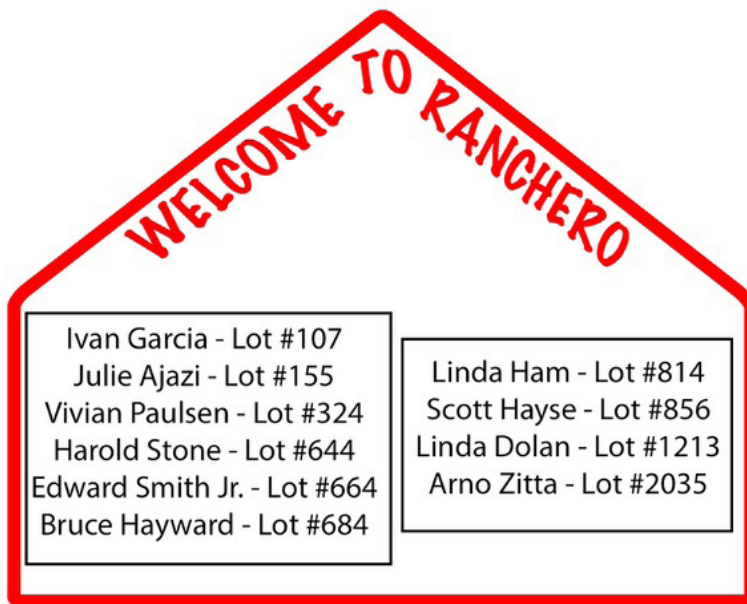 WELCOME TO RANCHERO
Ivan Garcia - Lot #107
Julie Ajazi - Lot #155
Vivian Paulsen - Lot #324
Harold Stone - Lot #644
Edward Smith Jr. - Lot #664
Bruce Hayward - Lot #684
Linda Ham - Lot #814
Scott Hayse - Lot #856
Linda Dolan - Lot #1213
Arno Zitta - Lot #2035